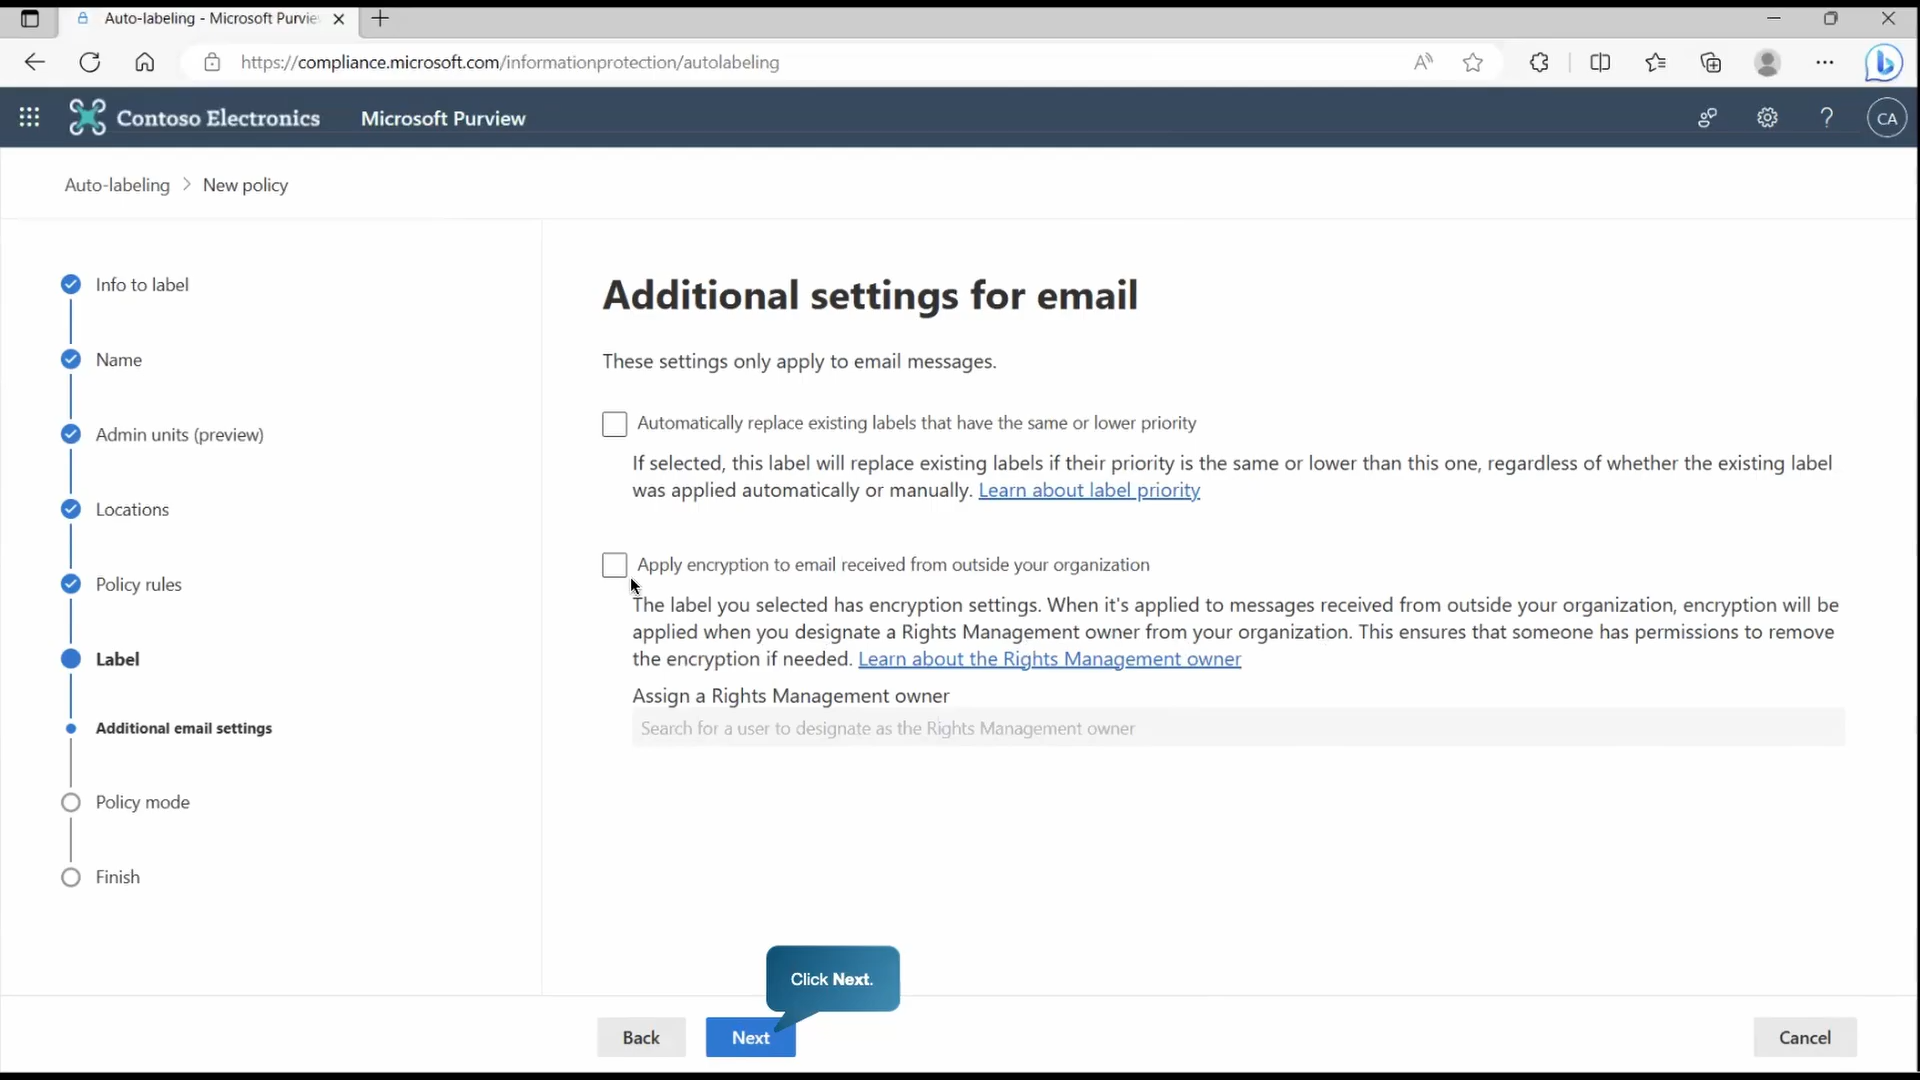 Auto-labeling - Microsoft Purvie
https://compliance.microsoft.com/informationprotection/autolabeling
Contoso Electronics
Microsoft Purview
CA
Auto-labeling > New policy
Info to label
Name
Admin units (preview)
Locations
Policy rules
Label
Additional email settings
Policy mode
Finish
Additional settings for email
These settings only apply to email messages.
Automatically replace existing labels that have the same or lower priority
If selected, this label will replace existing labels if their priority is the same or lower than this one, regardless of whether the existing label
was applied automatically or manually. Learn about label priority
Apply encryption to email received from outside your organization
The label you selected has encryption settings. When it's applied to messages received from outside your organization, encryption will be
applied when you designate a Rights Management owner from your organization. This ensures that someone has permissions to remove
the encryption if needed. Learn about the Rights Management owner
Assign a Rights Management owner
Search for a user to designate as the Rights Management owner
Click Next.
Back
Next
Cancel